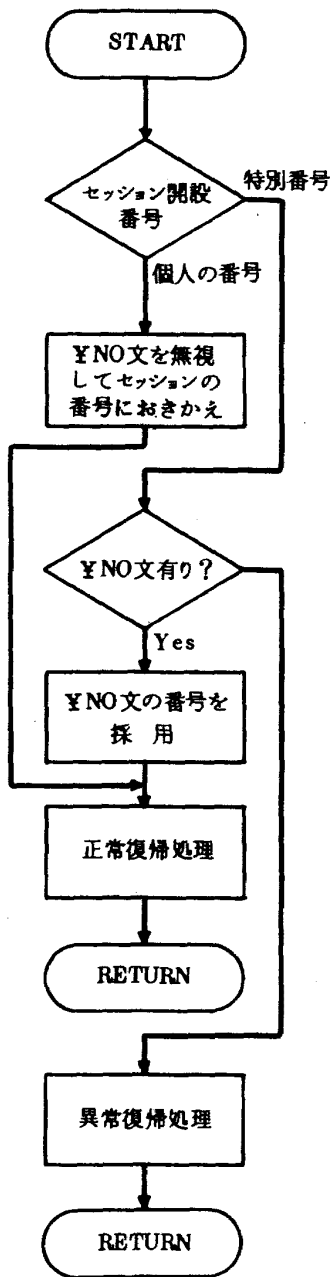 START
セッション開設
番号
特別番号
個人の番号
¥NO文を無視
してセッションの
番号におきかえ
¥NO文有り?
Yes
¥NO文の番号を
採 用
正常復帰処理
RETURN
異常復帰処理
RETURN